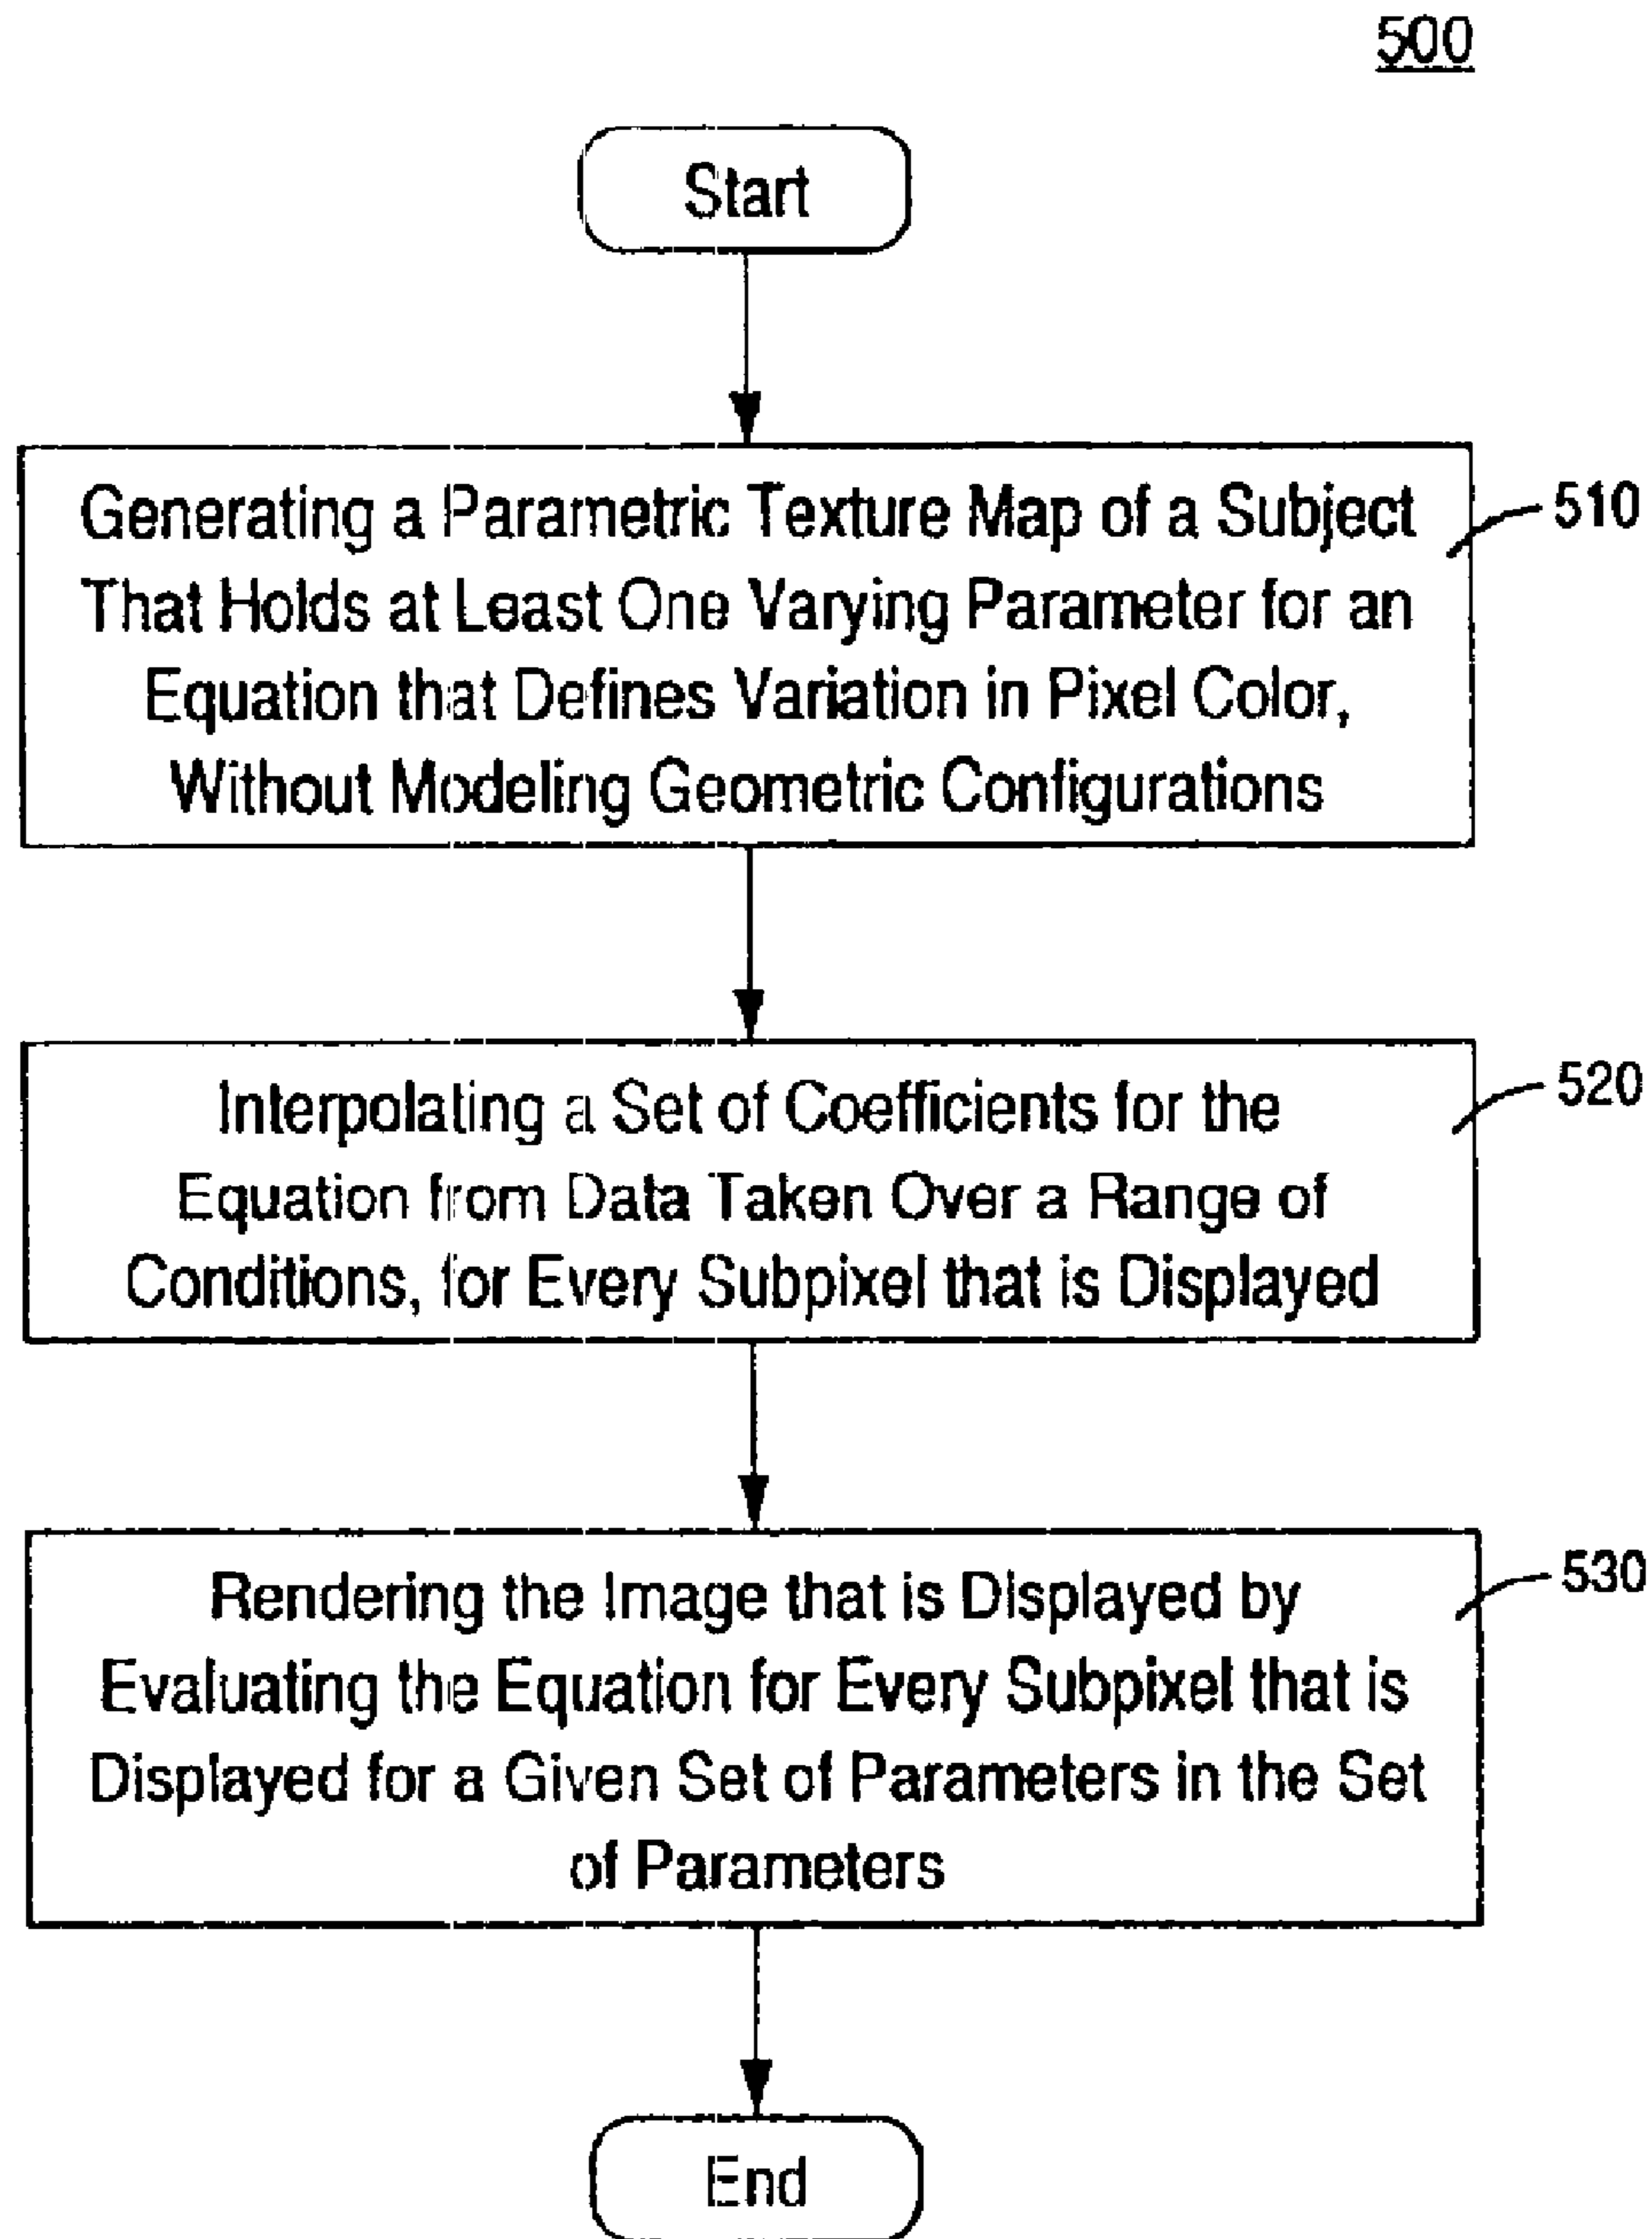 500
Start
Generating a Parametric Texture Map of a Subject
That Holds at Least One Varying Parameter for an
Equation that Defines Variation in Pixel Color,
Without Modeling Geometric Configurations
510
Interpolating a Set of Coefficients for the
Equation from Data Taken Over a Range of
Conditions, for Every Subpixel that is Displayed
520
Rendering the Image that is Displayed by
Evaluating the Equation for Every Subpixel that is
Displayed for a Given Set of Parameters in the Set
of Parameters
530
End